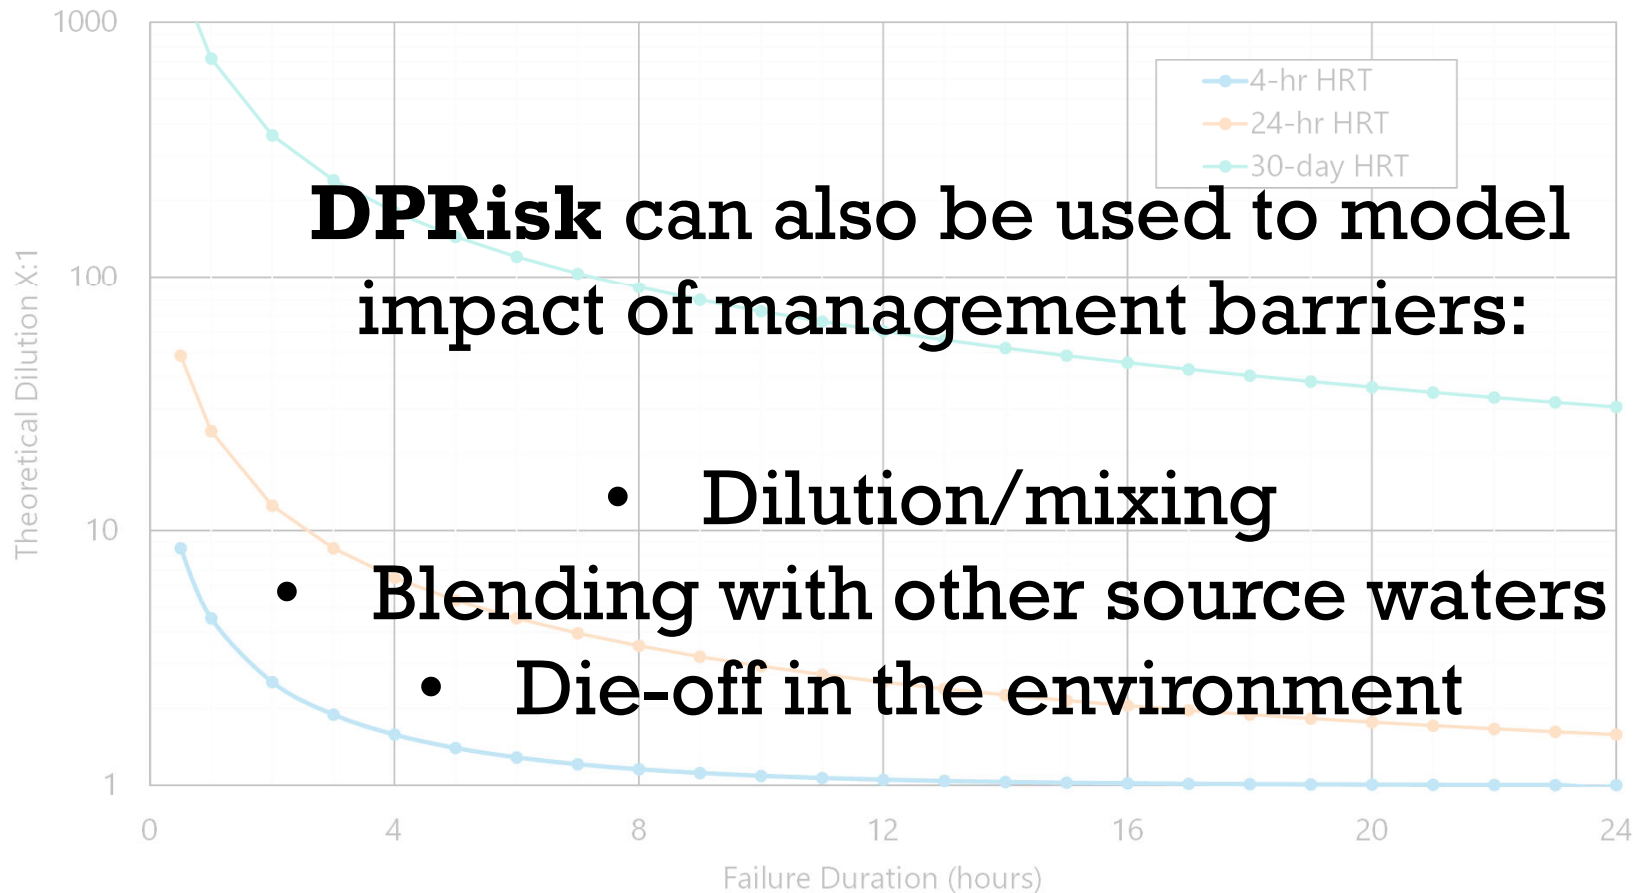 1000
4-hr HRT
24-hr HRT
30-day HRT
DPRisk can also be used to model
impact of management barriers:
100
Theoretical Dilution X:1
• Dilution/mixing
10
• Blending with other source waters
• Die-off in the environment
1
0 4 8 12 16 20 24
Failure Duration (hours)